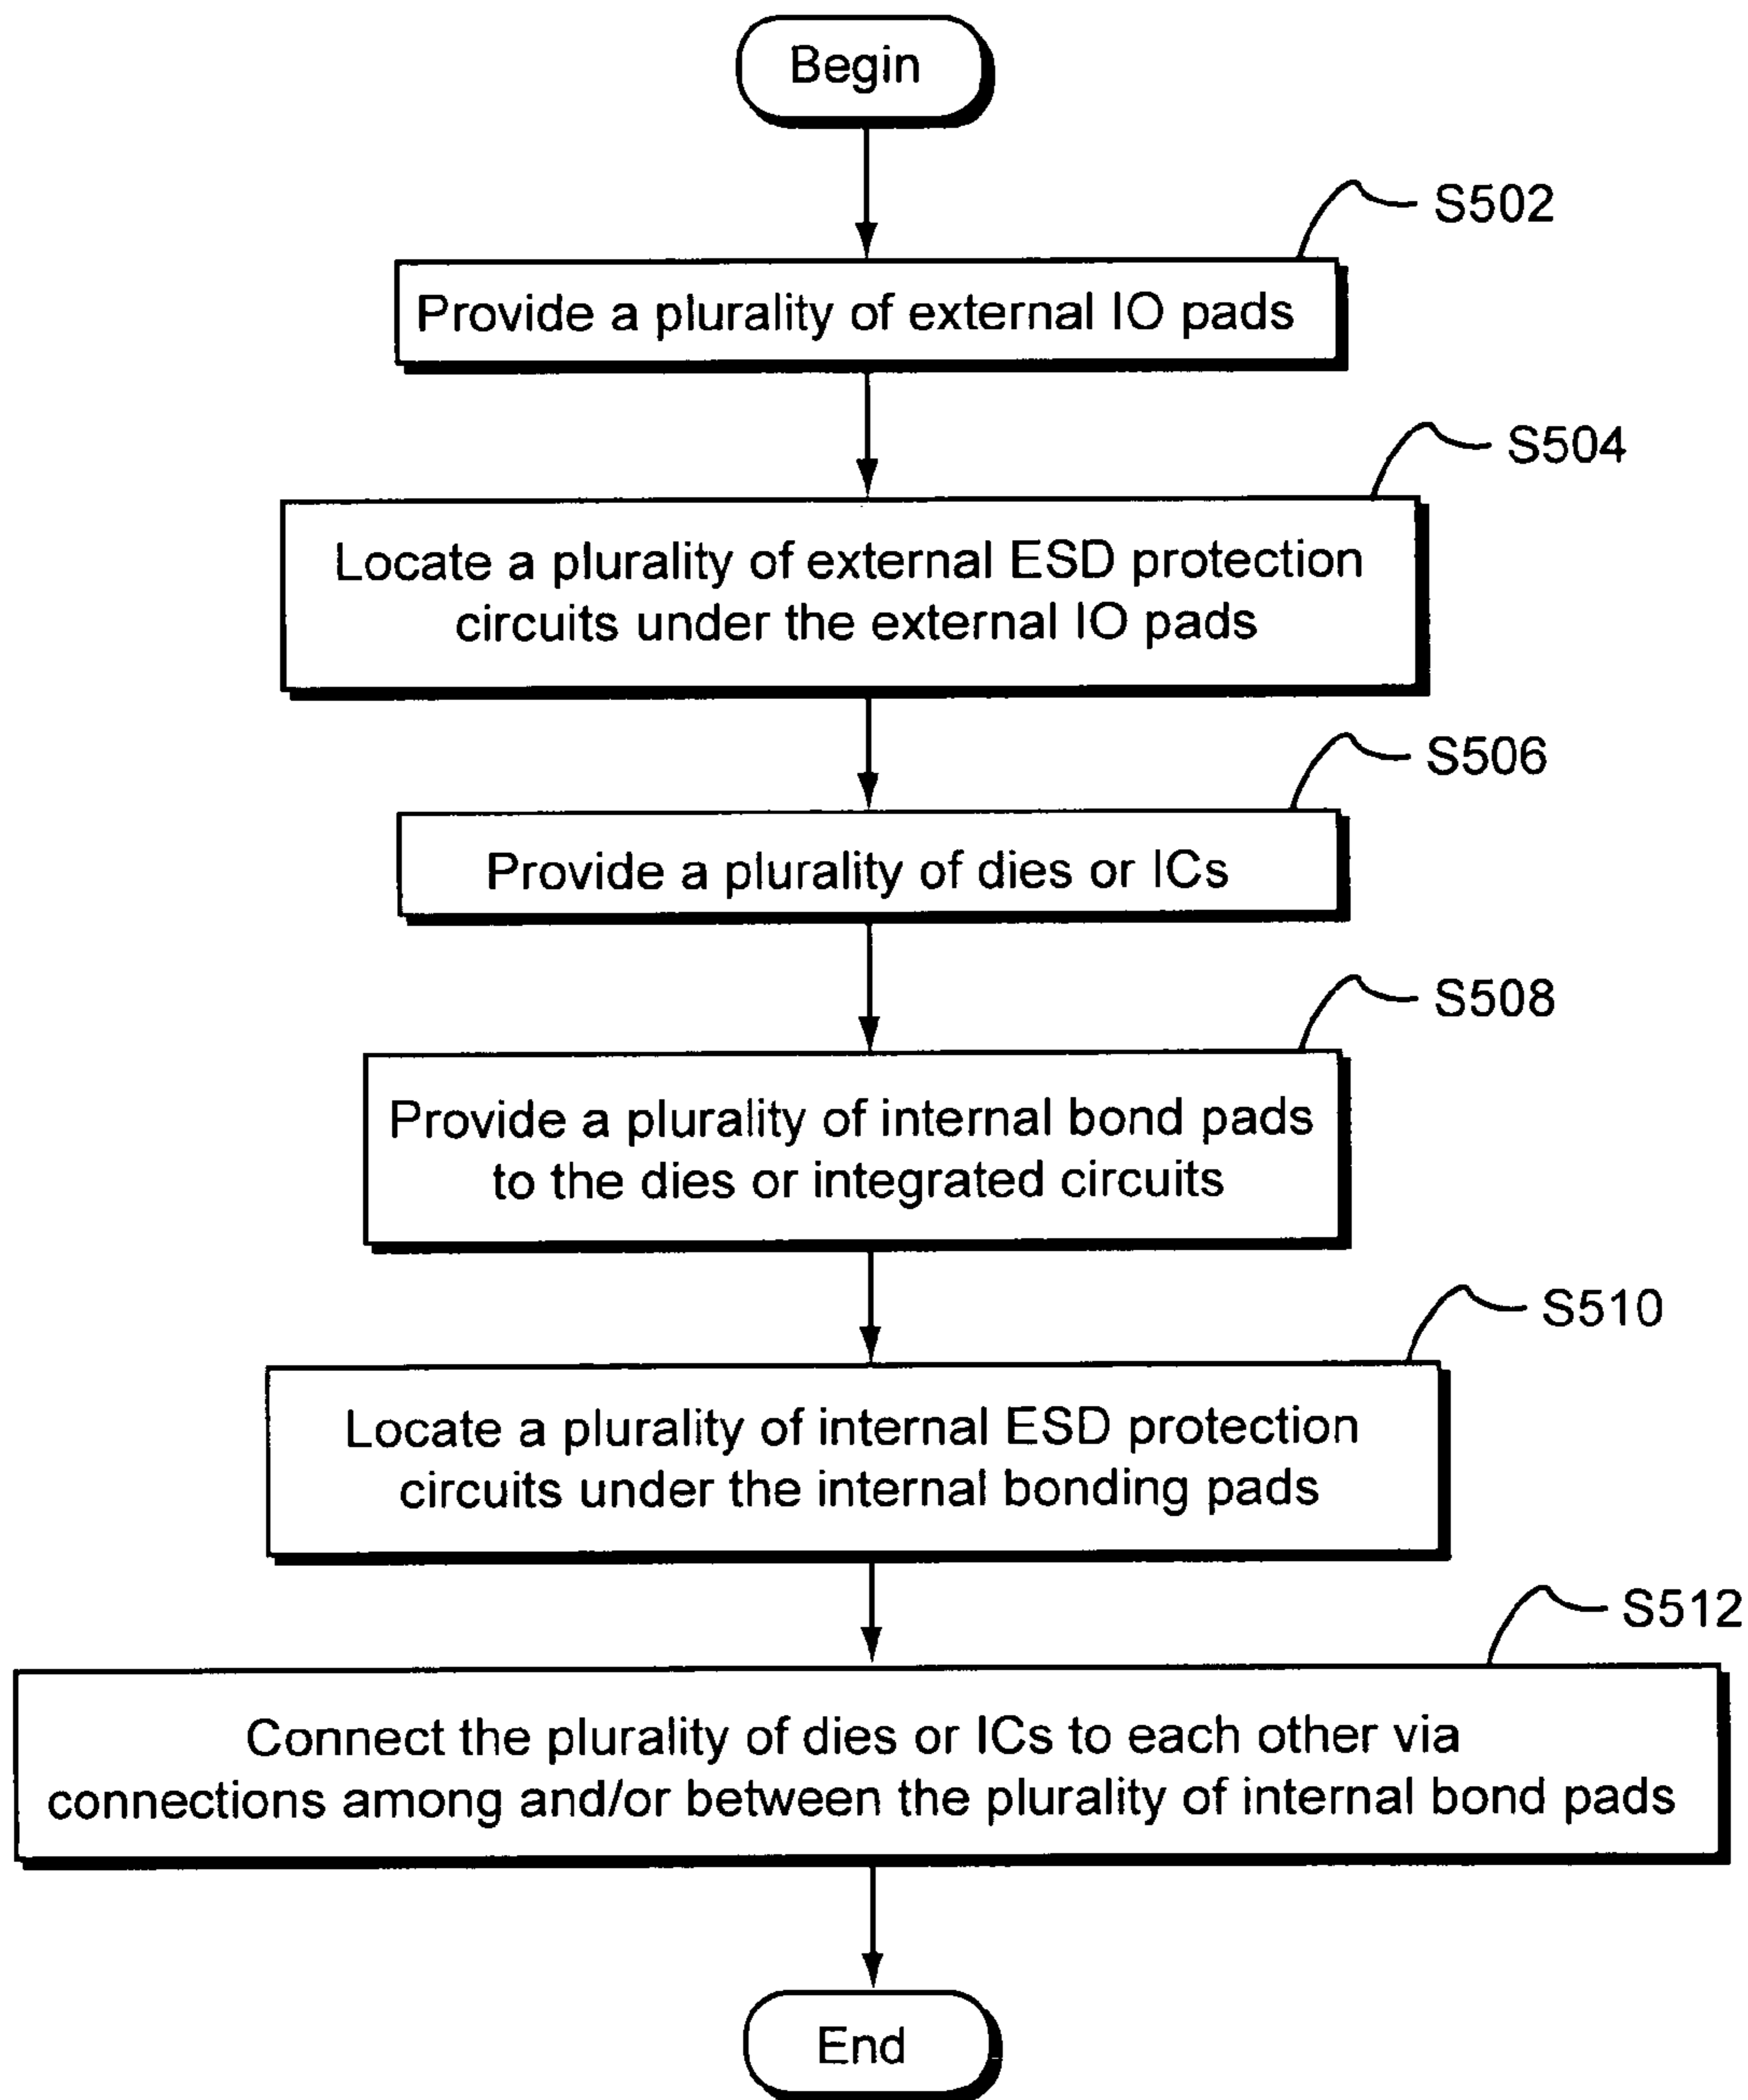 Begin
S502
Provide a plurality of external IO pads
S504
Locate a plurality of external ESD protection
circuits under the external IO pads
S506
Provide a plurality of dies or ICs
S508
Provide a plurality of internal bond pads
to the dies or integrated circuits
S510
Locate a plurality of internal ESD protection
circuits under the internal bonding pads
S512
Connect the plurality of dies or ICs to each other via
connections among and/or between the plurality of internal bond pads
End